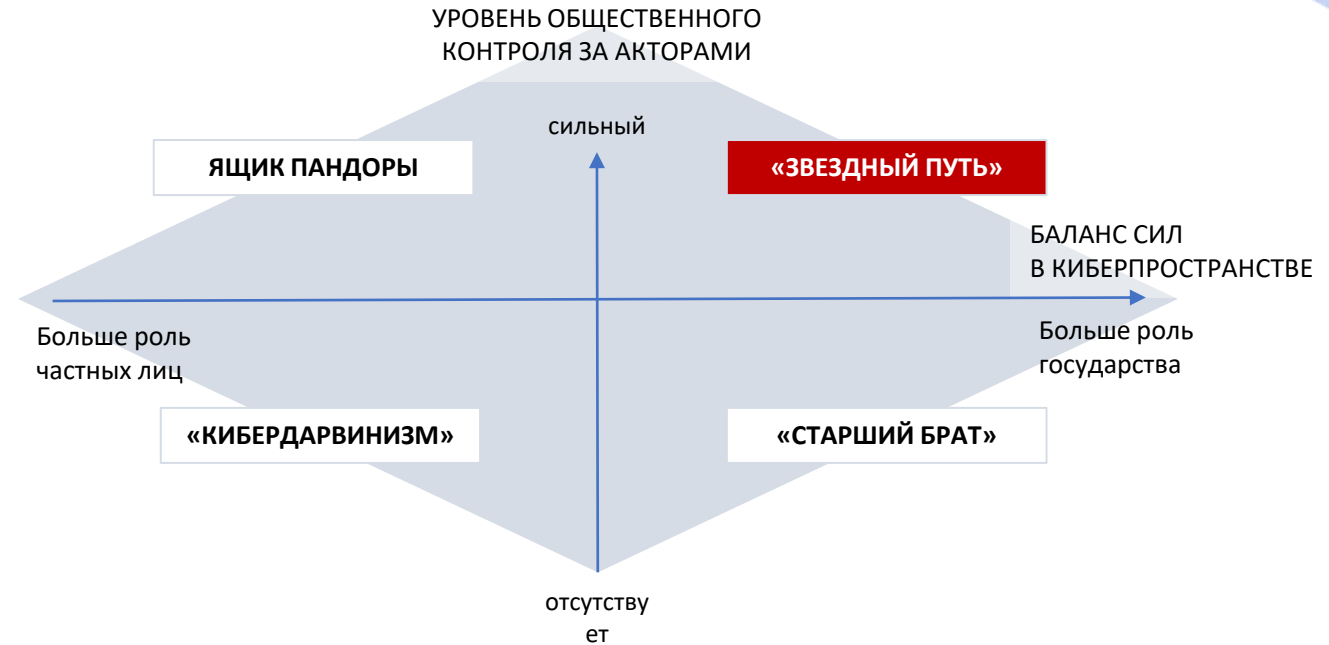 УРОВЕНЬ ОБЩЕСТВЕННОГО
КОНТРОЛЯ ЗА АКТОРАМИ
сильный
ЯЩИК ПАНДОРЫ
«ЗВЕЗДНЫЙ ПУТЬ»
БАЛАНС СИЛ
В КИБЕРПРОСТРАНСТВЕ
Больше роль
частных лиц
Больше роль
государства
«КИБЕРДАРВИНИЗМ»
«СТАРШИЙ БРАТ»
отсутству
ет